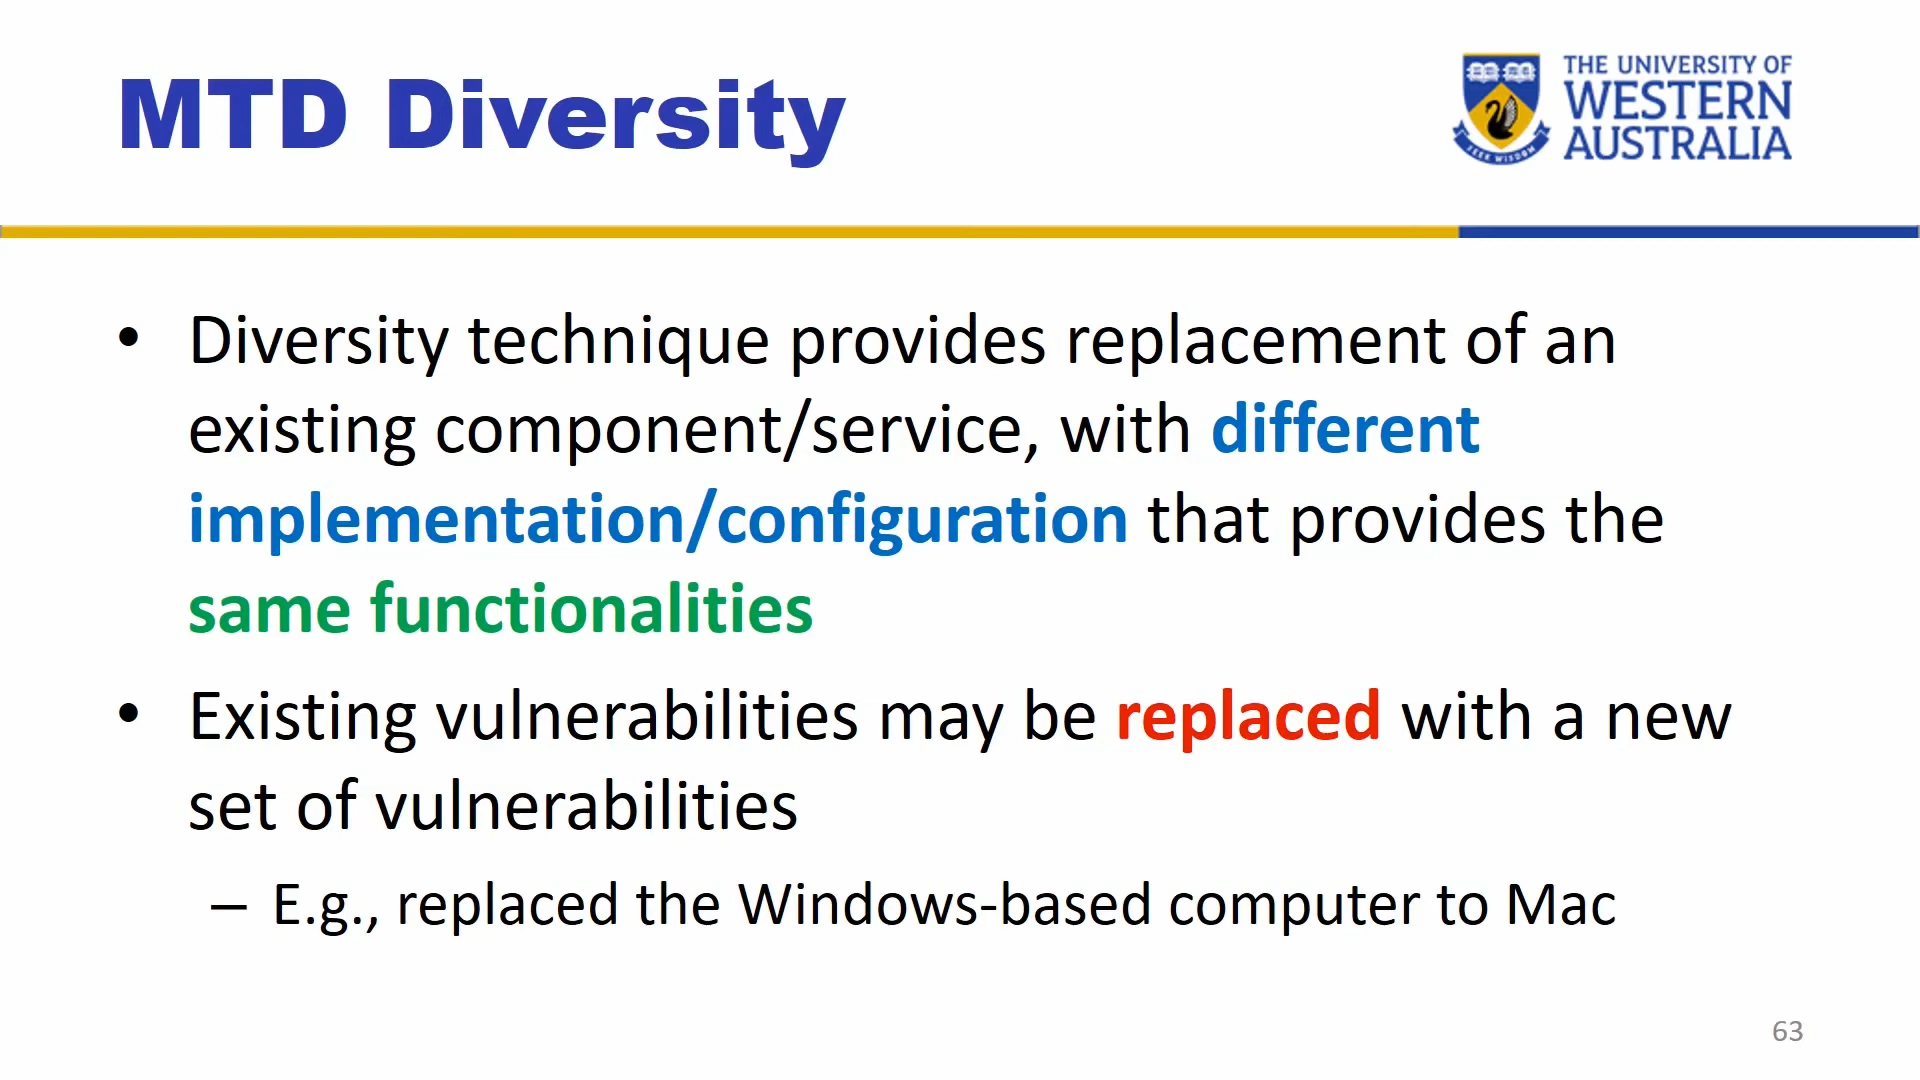 MTD Diversity
THE UNIVERSITY OF
WESTERN
AUSTRALIA
SEEK WISDOM
• Diversity technique provides replacement of an
existing component/service, with different
implementation/configuration that provides the
same functionalities
• Existing vulnerabilities may be replaced with a new
set of vulnerabilities
– E.g., replaced the Windows-based computer to Mac
63